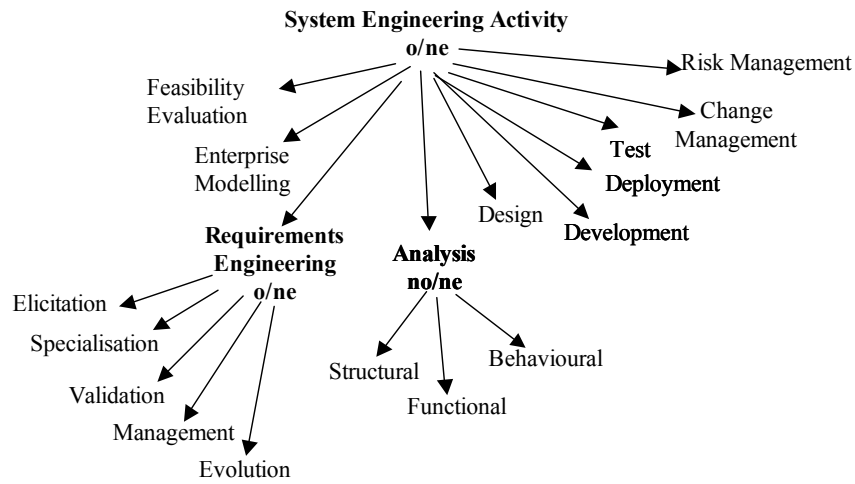 System Engineering Activity
o/ne
Risk Management
Feasibility
Evaluation
Change
Management
Enterprise
Modelling
Test
Deployment
Design
Development
Requirements
Engineering
o/ne
Analysis
no/ne
Elicitation
Specialisation
Validation
Management
Evolution
Structural
Functional
Behavioural